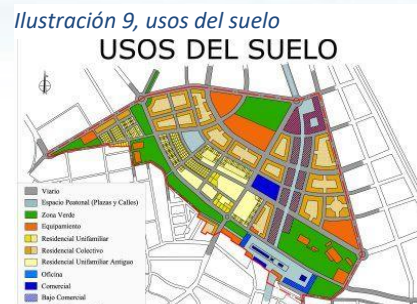 Ilustración 9, usos del suelo
USOS DEL SUELO
Viario
Espacio Peatonal (Plazas y Calles)
Zona Verde
Equipamiento
Residencial Unifamiliar
Residencial Colectivo
Residencial Unifamiliar Antiguo
Oficina
Comercial
Bajo Comercial